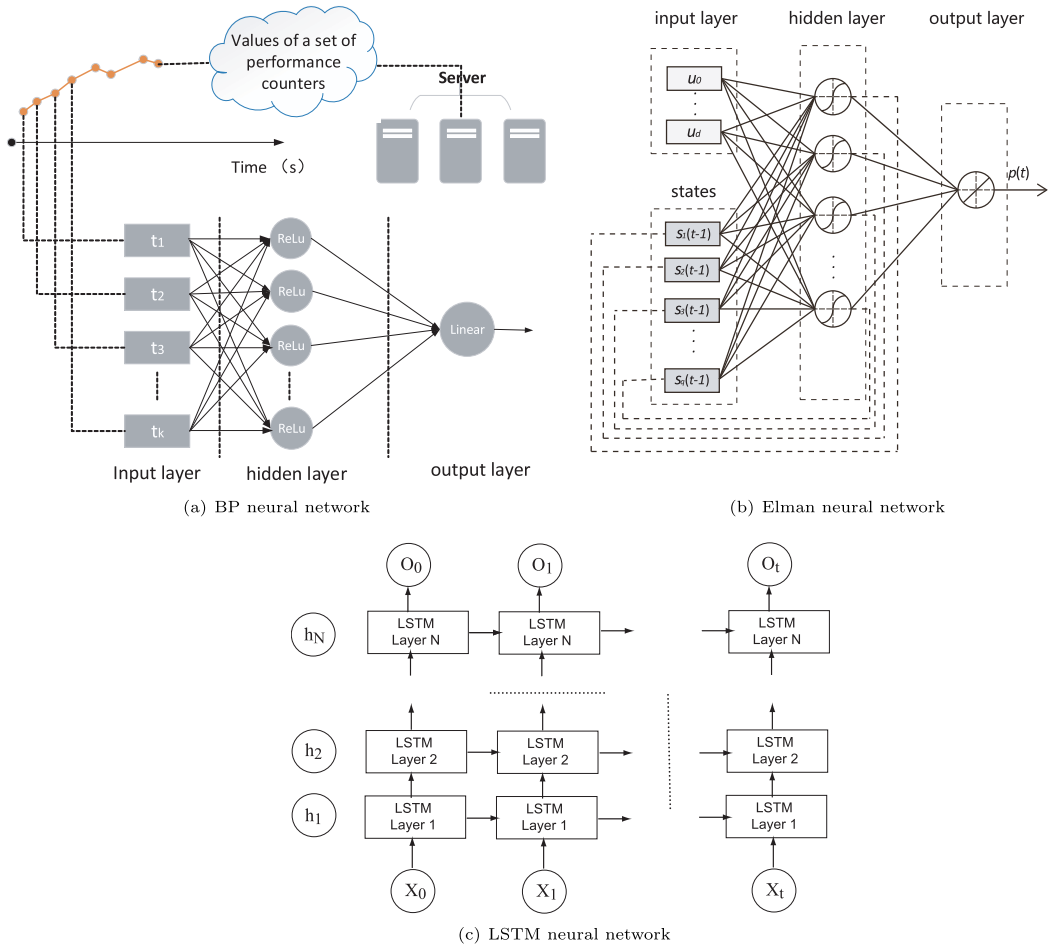 Values of a set of
performance
counters
Server
Time （s）
t1
t2
t3
tk
ReLu
ReLu
ReLu
ReLu
Linear
Input layer
hidden layer
output layer
(a) BP neural network
input layer
hidden layer
output layer
u0
ud
states
s1(t-1)
s2(t-1)
s3(t-1)
sq(t-1)
p(t)
(b) Elman neural network
O0
O1
Ot
hN
LSTM
Layer N
LSTM
Layer N
LSTM
Layer N
h2
LSTM
Layer 2
LSTM
Layer 2
LSTM
Layer 2
h1
LSTM
Layer 1
LSTM
Layer 1
LSTM
Layer 1
X0
X1
Xt
(c) LSTM neural network